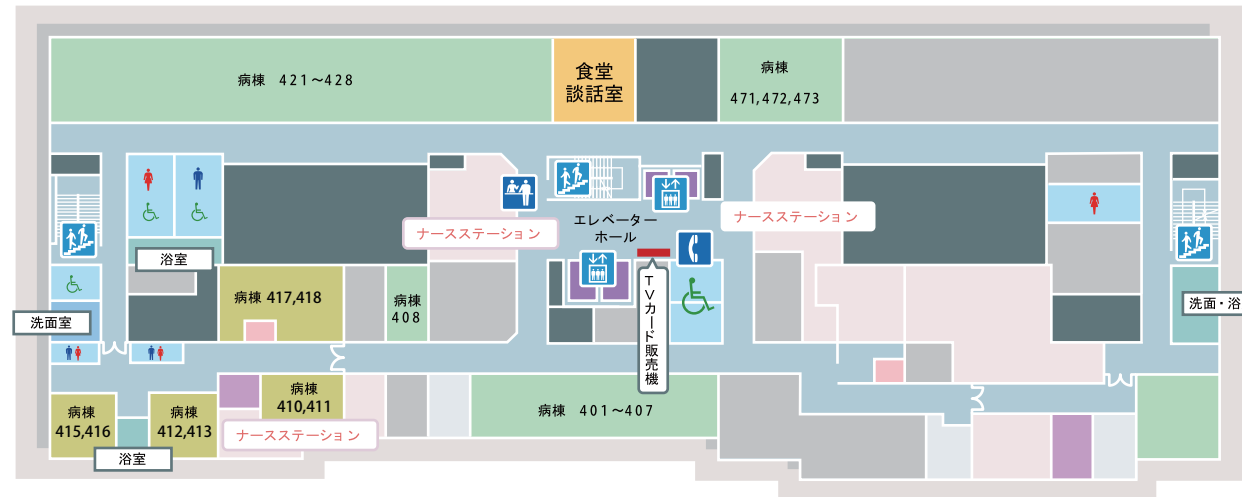 病棟 421～428
食堂
談話室
病棟
471,472,473
ナースステーション
エレベーター
ホール
ナースステーション
浴室
病棟 417,418
病棟
408
TVカード販売機
洗面室
洗面・浴
病棟
415,416
病棟
412,413
病棟
410,411
病棟 401～407
ナースステーション
浴室